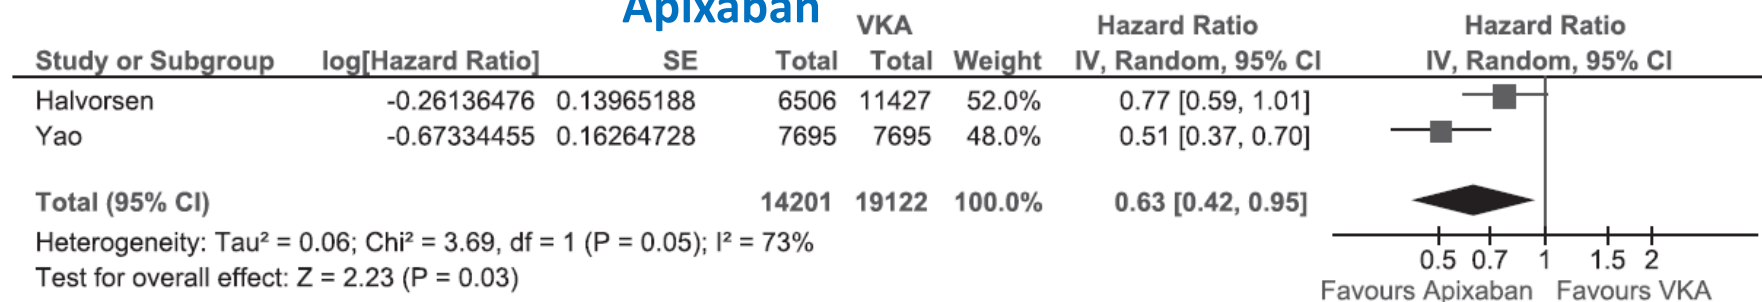 Apixaban
VKA Hazard Ratio Hazard Ratio
Study or Subgroup log[Hazard Ratio] SE Total Total Weight IV, Random, 95% CI IV, Random, 95% CI
Halvorsen -0.26136476 0.13965188 6506 11427 52.0% 0.77 [0.59, 1.01]
Yao -0.67334455 0.16264728 7695 7695 48.0% 0.51 [0.37, 0.70]
Total (95% CI) 14201 19122 100.0% 0.63 [0.42, 0.95]
Heterogeneity: Tau² = 0.06; Chi² = 3.69, df = 1 (P = 0.05); I² = 73%
Test for overall effect: Z = 2.23 (P = 0.03)
0.5 0.7 1 1.5 2
Favours Apixaban Favours VKA